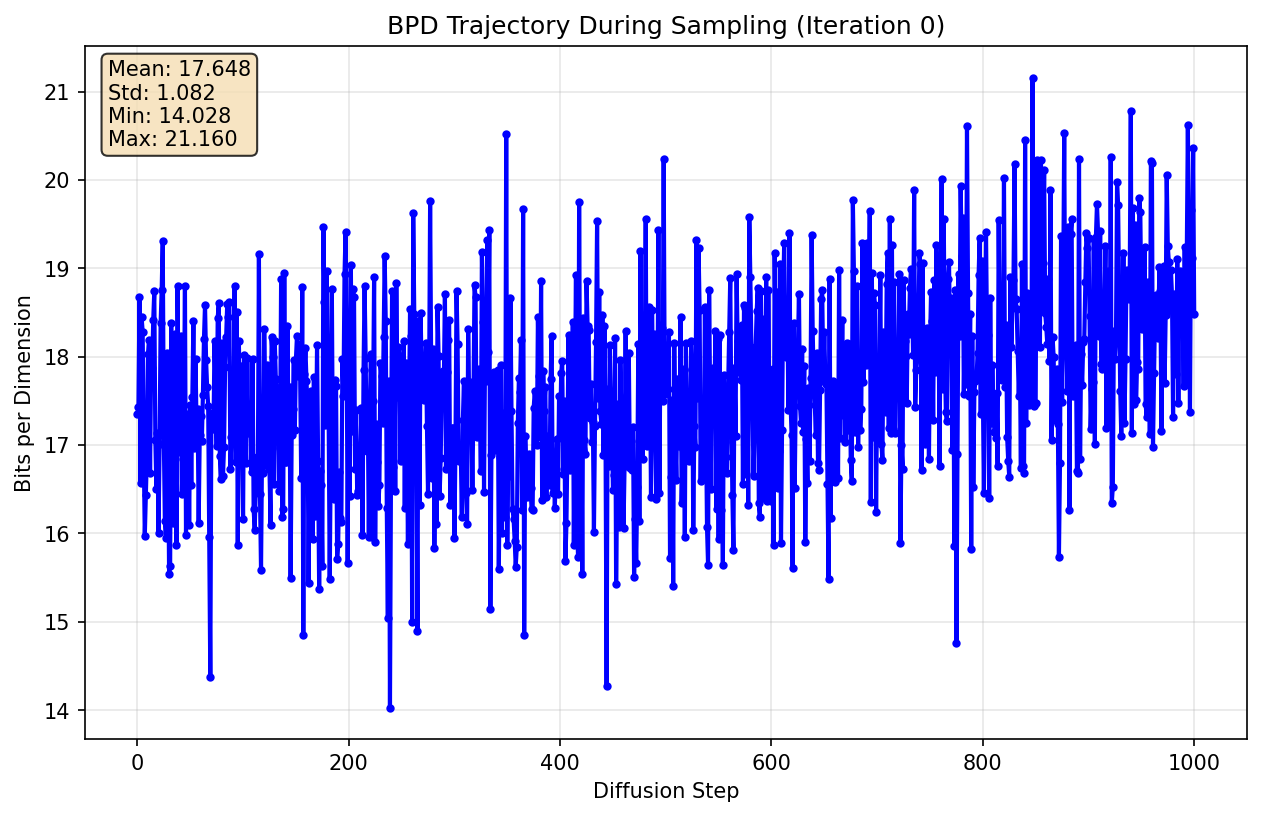 BPD Trajectory During Sampling (Iteration 0)
Mean: 17.648
Std: 1.082
Min: 14.028
Max: 21.160
Bits per Dimension
21
20
19
18
17
16
15
14
0 200 400 600 800 1000
Diffusion Step